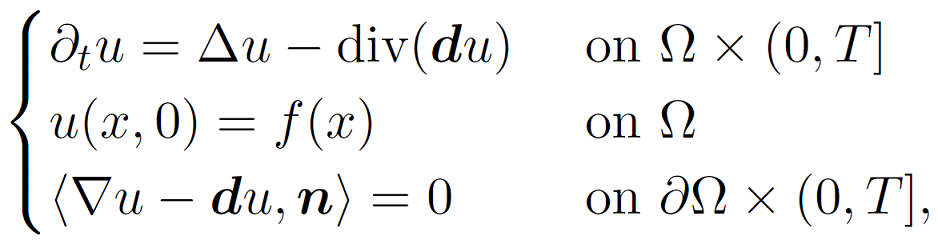 ∂ₜu = Δu − div(𝒅u) on Ω × (0, T]
u(x, 0) = f(x) on Ω
⟨∇u − 𝒅u, 𝒏⟩ = 0 on ∂Ω × (0, T],